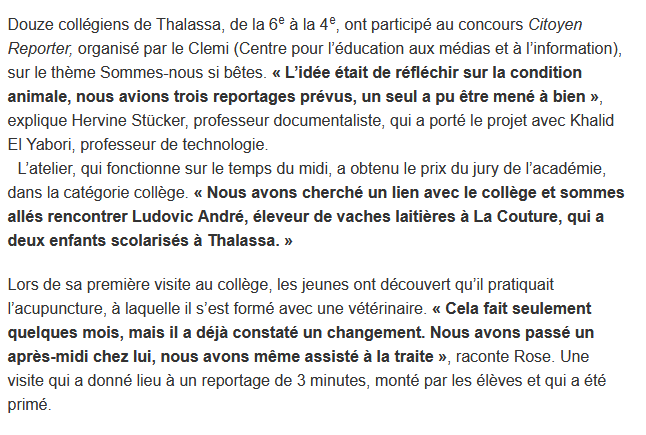 Douze collégiens de Thalassa, de la 6e à la 4e, ont participé au concours Citoyen
Reporter, organisé par le Clemi (Centre pour l’éducation aux médias et à l’information),
sur le thème Sommes-nous si bêtes. « L’idée était de réfléchir sur la condition
animale, nous avions trois reportages prévus, un seul a pu être mené à bien »,
explique Hervine Stücker, professeur documentaliste, qui a porté le projet avec Khalid
El Yabori, professeur de technologie.
L’atelier, qui fonctionne sur le temps du midi, a obtenu le prix du jury de l’académie,
dans la catégorie collège. « Nous avons cherché un lien avec le collège et sommes
allés rencontrer Ludovic André, éleveur de vaches laitières à La Couture, qui a
deux enfants scolarisés à Thalassa. »
Lors de sa première visite au collège, les jeunes ont découvert qu’il pratiquait
l’acupuncture, à laquelle il s’est formé avec une vétérinaire. « Cela fait seulement
quelques mois, mais il a déjà constaté un changement. Nous avons passé un
après-midi chez lui, nous avons même assisté à la traite », raconte Rose. Une
visite qui a donné lieu à un reportage de 3 minutes, monté par les élèves et qui a été
primé.